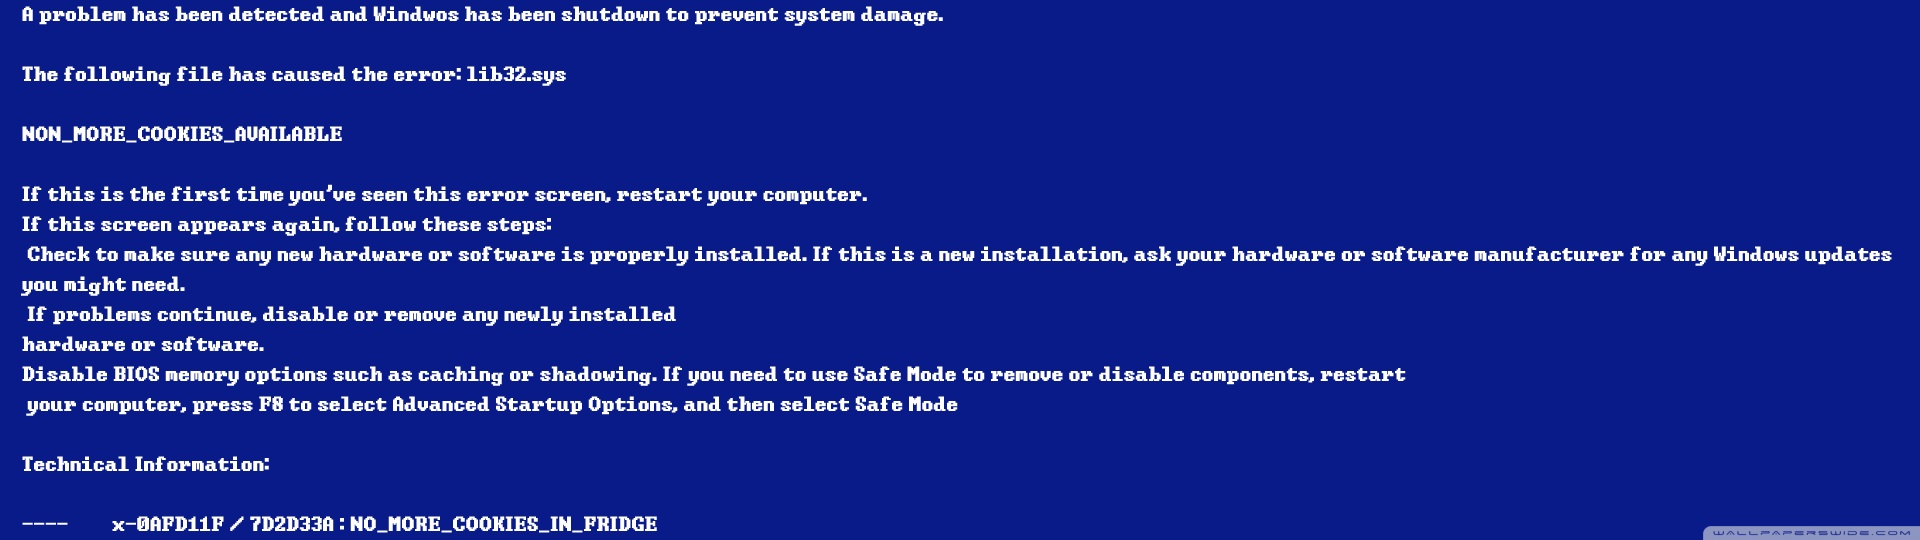 A problem has been detected and Windwos has been shutdown to prevent system damage.
The following file has caused the error: lib32.sys
NON_MORE_COOKIES_AVAILABLE
If this is the first time you've seen this error screen, restart your computer.
If this screen appears again, follow these steps:
Check to make sure any new hardware or software is properly installed. If this is a new installation, ask your hardware or software manufacturer for any Windows updates
you might need.
If problems continue, disable or remove any newly installed
hardware or software.
Disable BIOS memory options such as caching or shadowing. If you need to use Safe Mode to remove or disable components, restart
your computer, press F8 to select Advanced Startup Options, and then select Safe Mode
Technical Information:
---- x-0AFD11F / 7D2D33A : NO_MORE_COOKIES_IN_FRIDGE
WALLPAPERSWIDE.COM